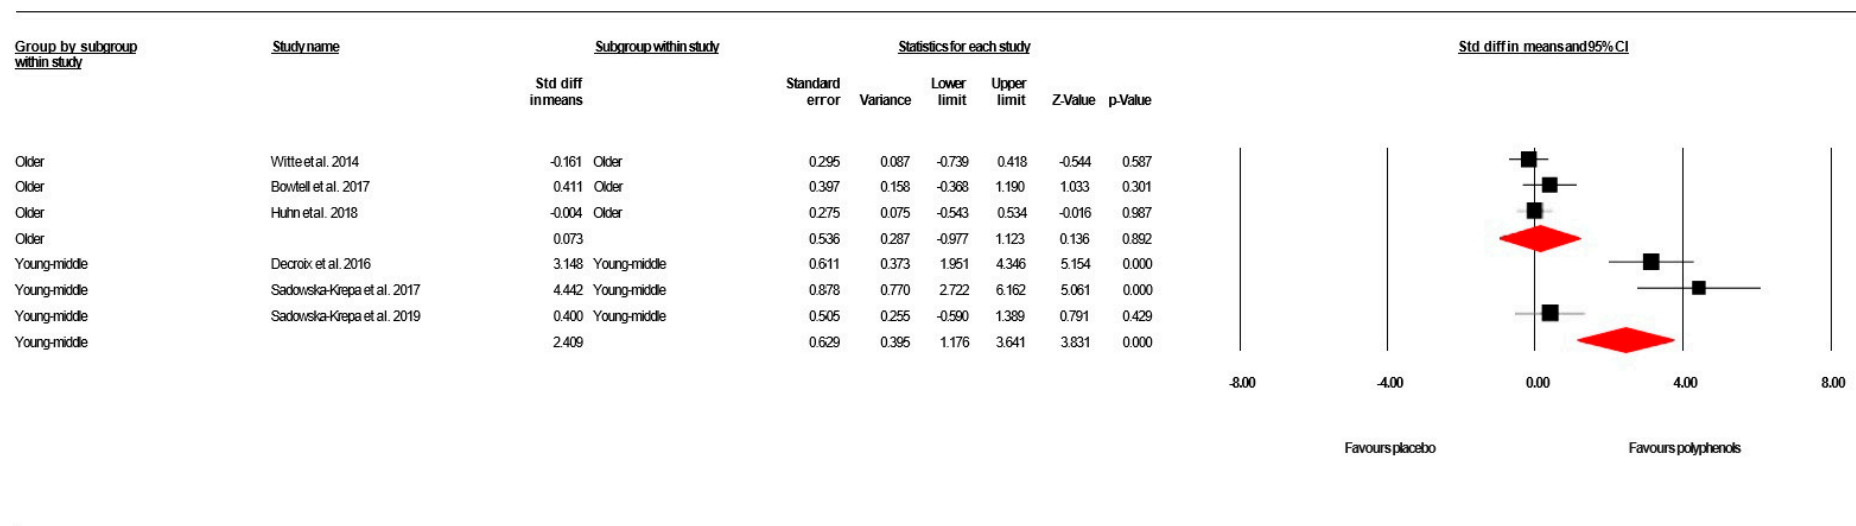 Group by subgroup within study Study name Subgroup within study Statistics for each study Std diff in means and 95% CI
Std diff in means Standard error Variance Lower limit Upper limit Z-Value p-Value
Older Witte et al. 2014 -0.161 Older 0.295 0.087 -0.739 0.418 -0.544 0.587
Older Bowtell et al. 2017 0.411 Older 0.397 0.158 -0.368 1.190 1.033 0.301
Older Huhn et al. 2018 -0.004 Older 0.275 0.075 -0.543 0.534 -0.016 0.987
Older 0.073 0.536 0.287 -0.977 1.123 0.136 0.892
Young-middle Decroix et al. 2016 3.148 Young-middle 0.611 0.373 1.951 4.346 5.154 0.000
Young-middle Sadowska-Krepa et al. 2017 4.442 Young-middle 0.878 0.770 2.722 6.162 5.061 0.000
Young-middle Sadowska-Krepa et al. 2019 0.400 Young-middle 0.505 0.255 -0.590 1.389 0.791 0.429
Young-middle 2.409 0.629 0.395 1.176 3.641 3.831 0.000
-8.00 -4.00 0.00 4.00 8.00
Favours placebo Favours polyphenols